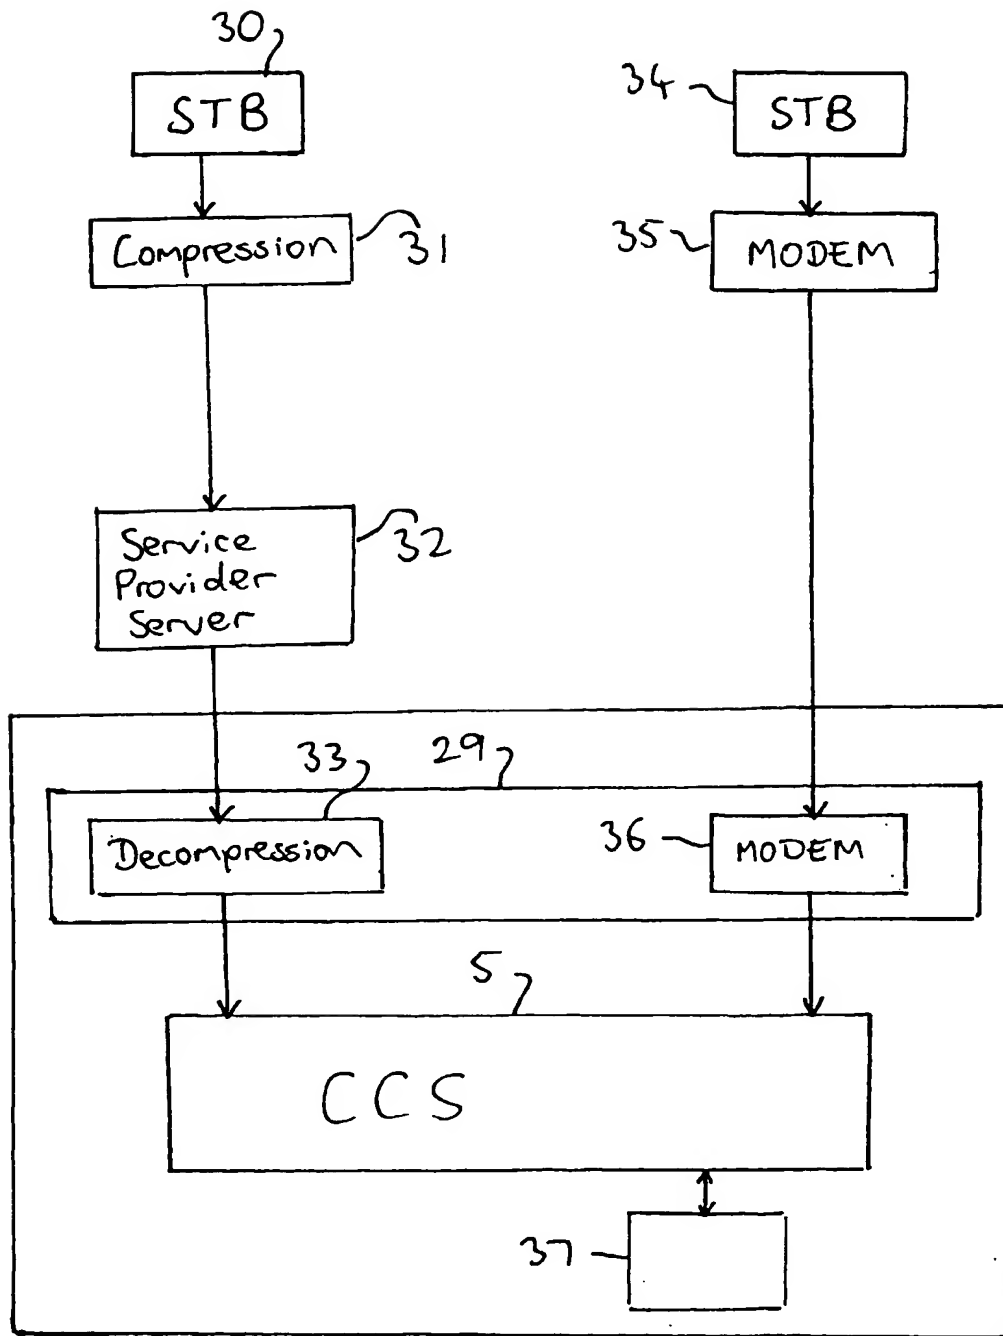 30
STB
34
STB
Compression
31
35
MODEM
Service
Provider
Server
32
33
29
Decompression
36
MODEM
5
CCS
37